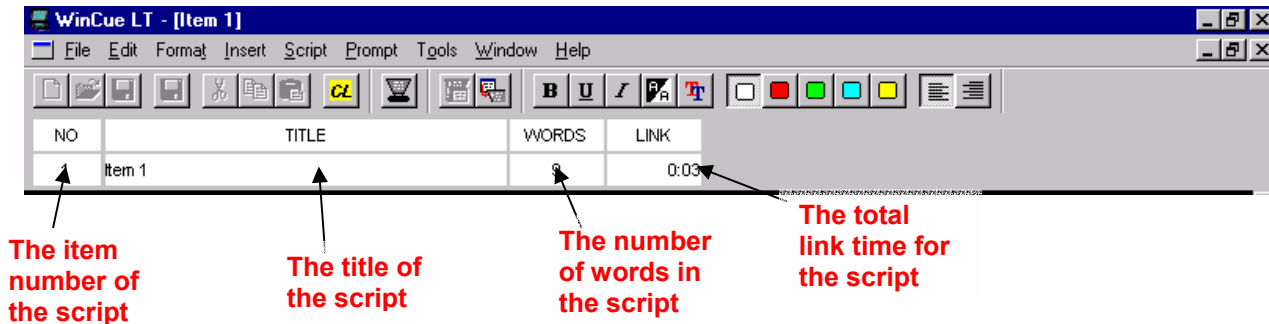 WinCue LT - [Item 1]
File Edit Format Insert Script Prompt Tools Window Help
CL B U I A A T T
NO TITLE WORDS LINK
1 Item 1 9 0:03
The item
number of
the script
The title of
the script
The number
of words in
the script
The total
link time for
the script